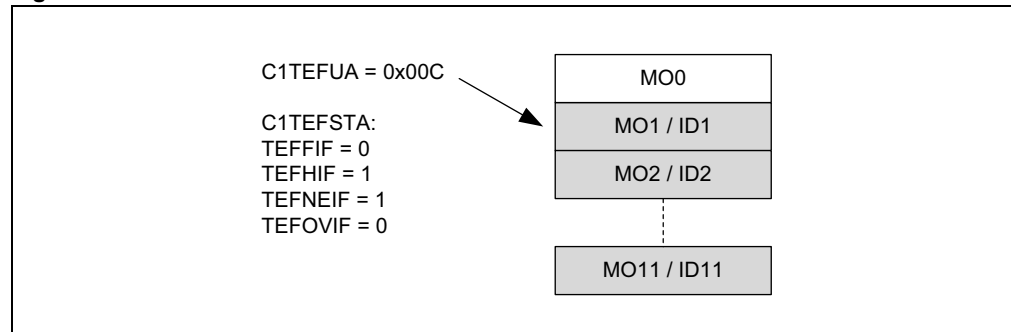 C1TEFUA = 0x00C
C1TEFSTA:
TEFFIF = 0
TEFHIF = 1
TEFNEIF = 1
TEFOVIF = 0
MO0
MO1 / ID1
MO2 / ID2
MO11 / ID11